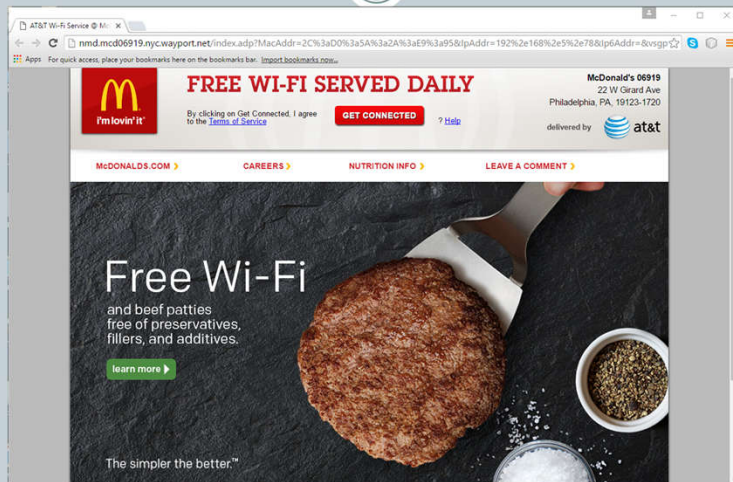 AT&T Wi-Fi Service @ Mc
nmd.mcd06919.nyc.wayport.net/index.adp?MacAddr=2C%3aD0%3a5A%3a2A%3aE9%3a95&IpAddr=192%2e168%2e5%2e78&Ip6Addr=&vsgp
Apps For quick access, place your bookmarks here on the bookmarks bar. Import bookmarks now...
i'm lovin' it
FREE WI-FI SERVED DAILY
By clicking on Get Connected, I agree
to the Terms of Service
GET CONNECTED
? Help
McDonald's 06919
22 W Girard Ave
Philadelphia, PA, 19123-1720
delivered by
at&t
McDONALDS.COM
CAREERS
NUTRITION INFO
LEAVE A COMMENT
Free Wi-Fi
and beef patties
free of preservatives,
fillers, and additives.
learn more
The simpler the better.™